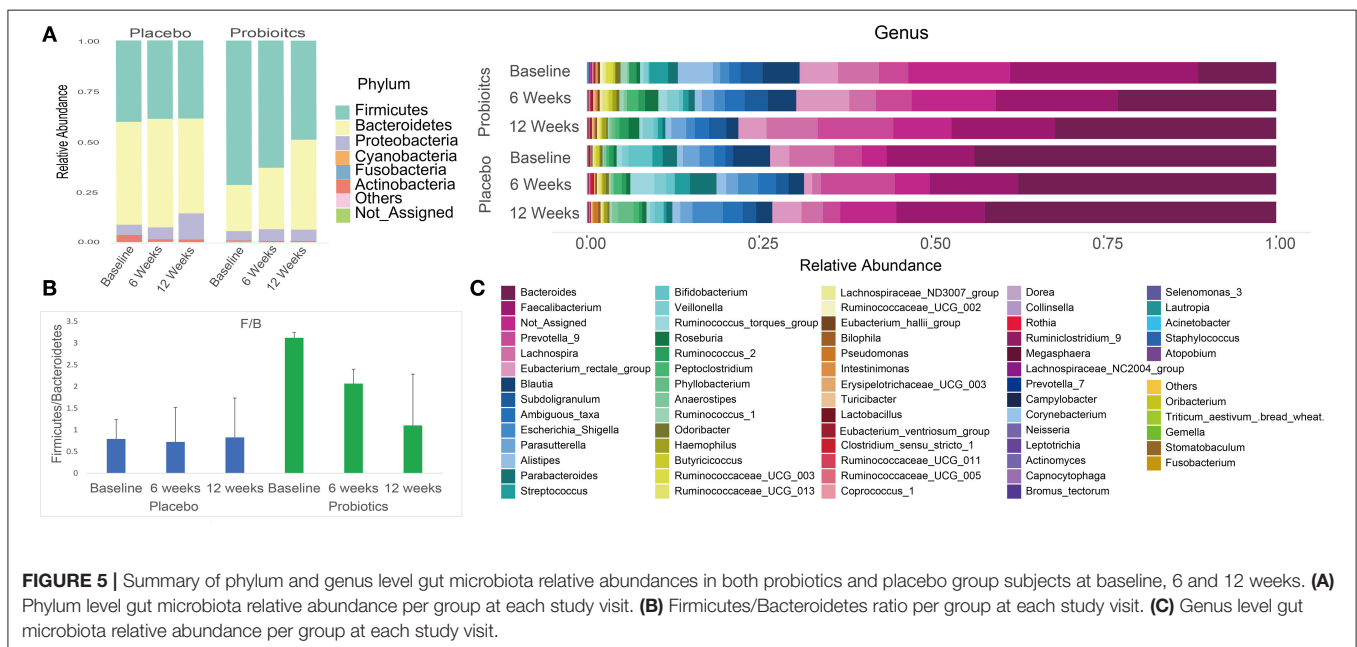 A
Placebo
Probioitcs
1.00
0.75
0.50
0.25
0.00
Relative Abundance
Baseline
6 Weeks
12 Weeks
Baseline
6 Weeks
12 Weeks
Phylum
Firmicutes
Bacteroidetes
Proteobacteria
Cyanobacteria
Fusobacteria
Actinobacteria
Others
Not_Assigned
Genus
Probioitcs
Baseline
6 Weeks
12 Weeks
Placebo
Baseline
6 Weeks
12 Weeks
0.00
0.25
0.50
0.75
1.00
Relative Abundance
B
F/B
Firmicutes/Bacteroidetes
3.5
3
2.5
2
1.5
1
0.5
0
Baseline
6 weeks
12 weeks
Baseline
6 weeks
12 weeks
Placebo
Probiotics
C
Bacteroides
Faecalibacterium
Not_Assigned
Prevotella_9
Lachnospira
Eubacterium_rectale_group
Blautia
Subdoligranulum
Ambiguous_taxa
Escherichia_Shigella
Parasutterella
Alistipes
Parabacteroides
Streptococcus
Bifidobacterium
Veillonella
Ruminococcus_torques_group
Roseburia
Ruminococcus_2
Peptoclostridium
Phyllobacterium
Anaerostipes
Ruminococcus_1
Odoribacter
Haemophilus
Butyricicoccus
Ruminococcaceae_UCG_003
Ruminococcaceae_UCG_013
Lachnospiraceae_ND3007_group
Ruminococcaceae_UCG_002
Eubacterium_hallii_group
Bilophila
Pseudomonas
Intestinimonas
Erysipelotrichaceae_UCG_003
Turicibacter
Lactobacillus
Eubacterium_ventriosum_group
Clostridium_sensu_stricto_1
Ruminococcaceae_UCG_011
Ruminococcaceae_UCG_005
Coprococcus_1
Dorea
Collinsella
Rothia
Ruminiclostridium_9
Megasphaera
Lachnospiraceae_NC2004_group
Prevotella_7
Campylobacter
Corynebacterium
Neisseria
Leptotrichia
Actinomyces
Capnocytophaga
Bromus_tectorum
Selenomonas_3
Lautropia
Acinetobacter
Staphylococcus
Atopobium
Others
Oribacterium
Triticum_aestivum_.bread_wheat.
Gemella
Stomatobaculum
Fusobacterium
FIGURE 5 | Summary of phylum and genus level gut microbiota relative abundances in both probiotics and placebo group subjects at baseline, 6 and 12 weeks. (A)
Phylum level gut microbiota relative abundance per group at each study visit. (B) Firmicutes/Bacteroidetes ratio per group at each study visit. (C) Genus level gut
microbiota relative abundance per group at each study visit.